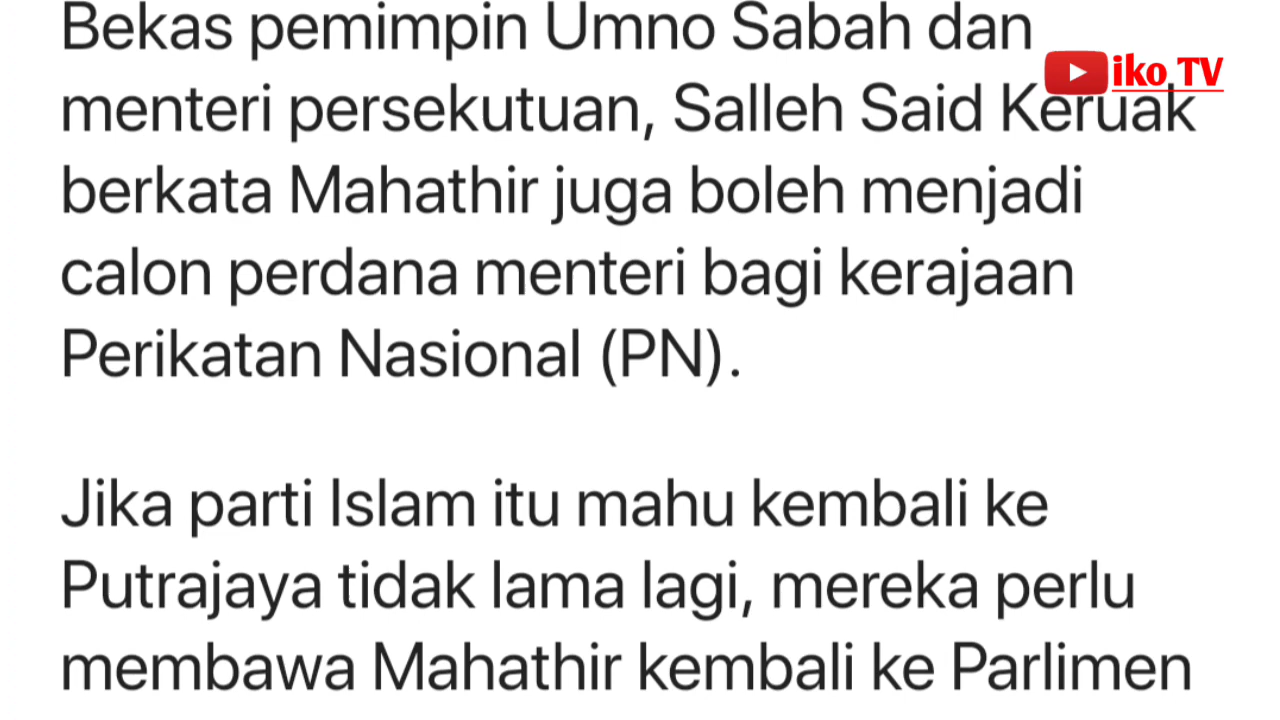 Bekas pemimpin Umno Sabah dan
iko TV
menteri persekutuan, Salleh Said Keruak
berkata Mahathir juga boleh menjadi
calon perdana menteri bagi kerajaan
Perikatan Nasional (PN).
Jika parti Islam itu mahu kembali ke
Putrajaya tidak lama lagi, mereka perlu
membawa Mahathir kembali ke Parlimen